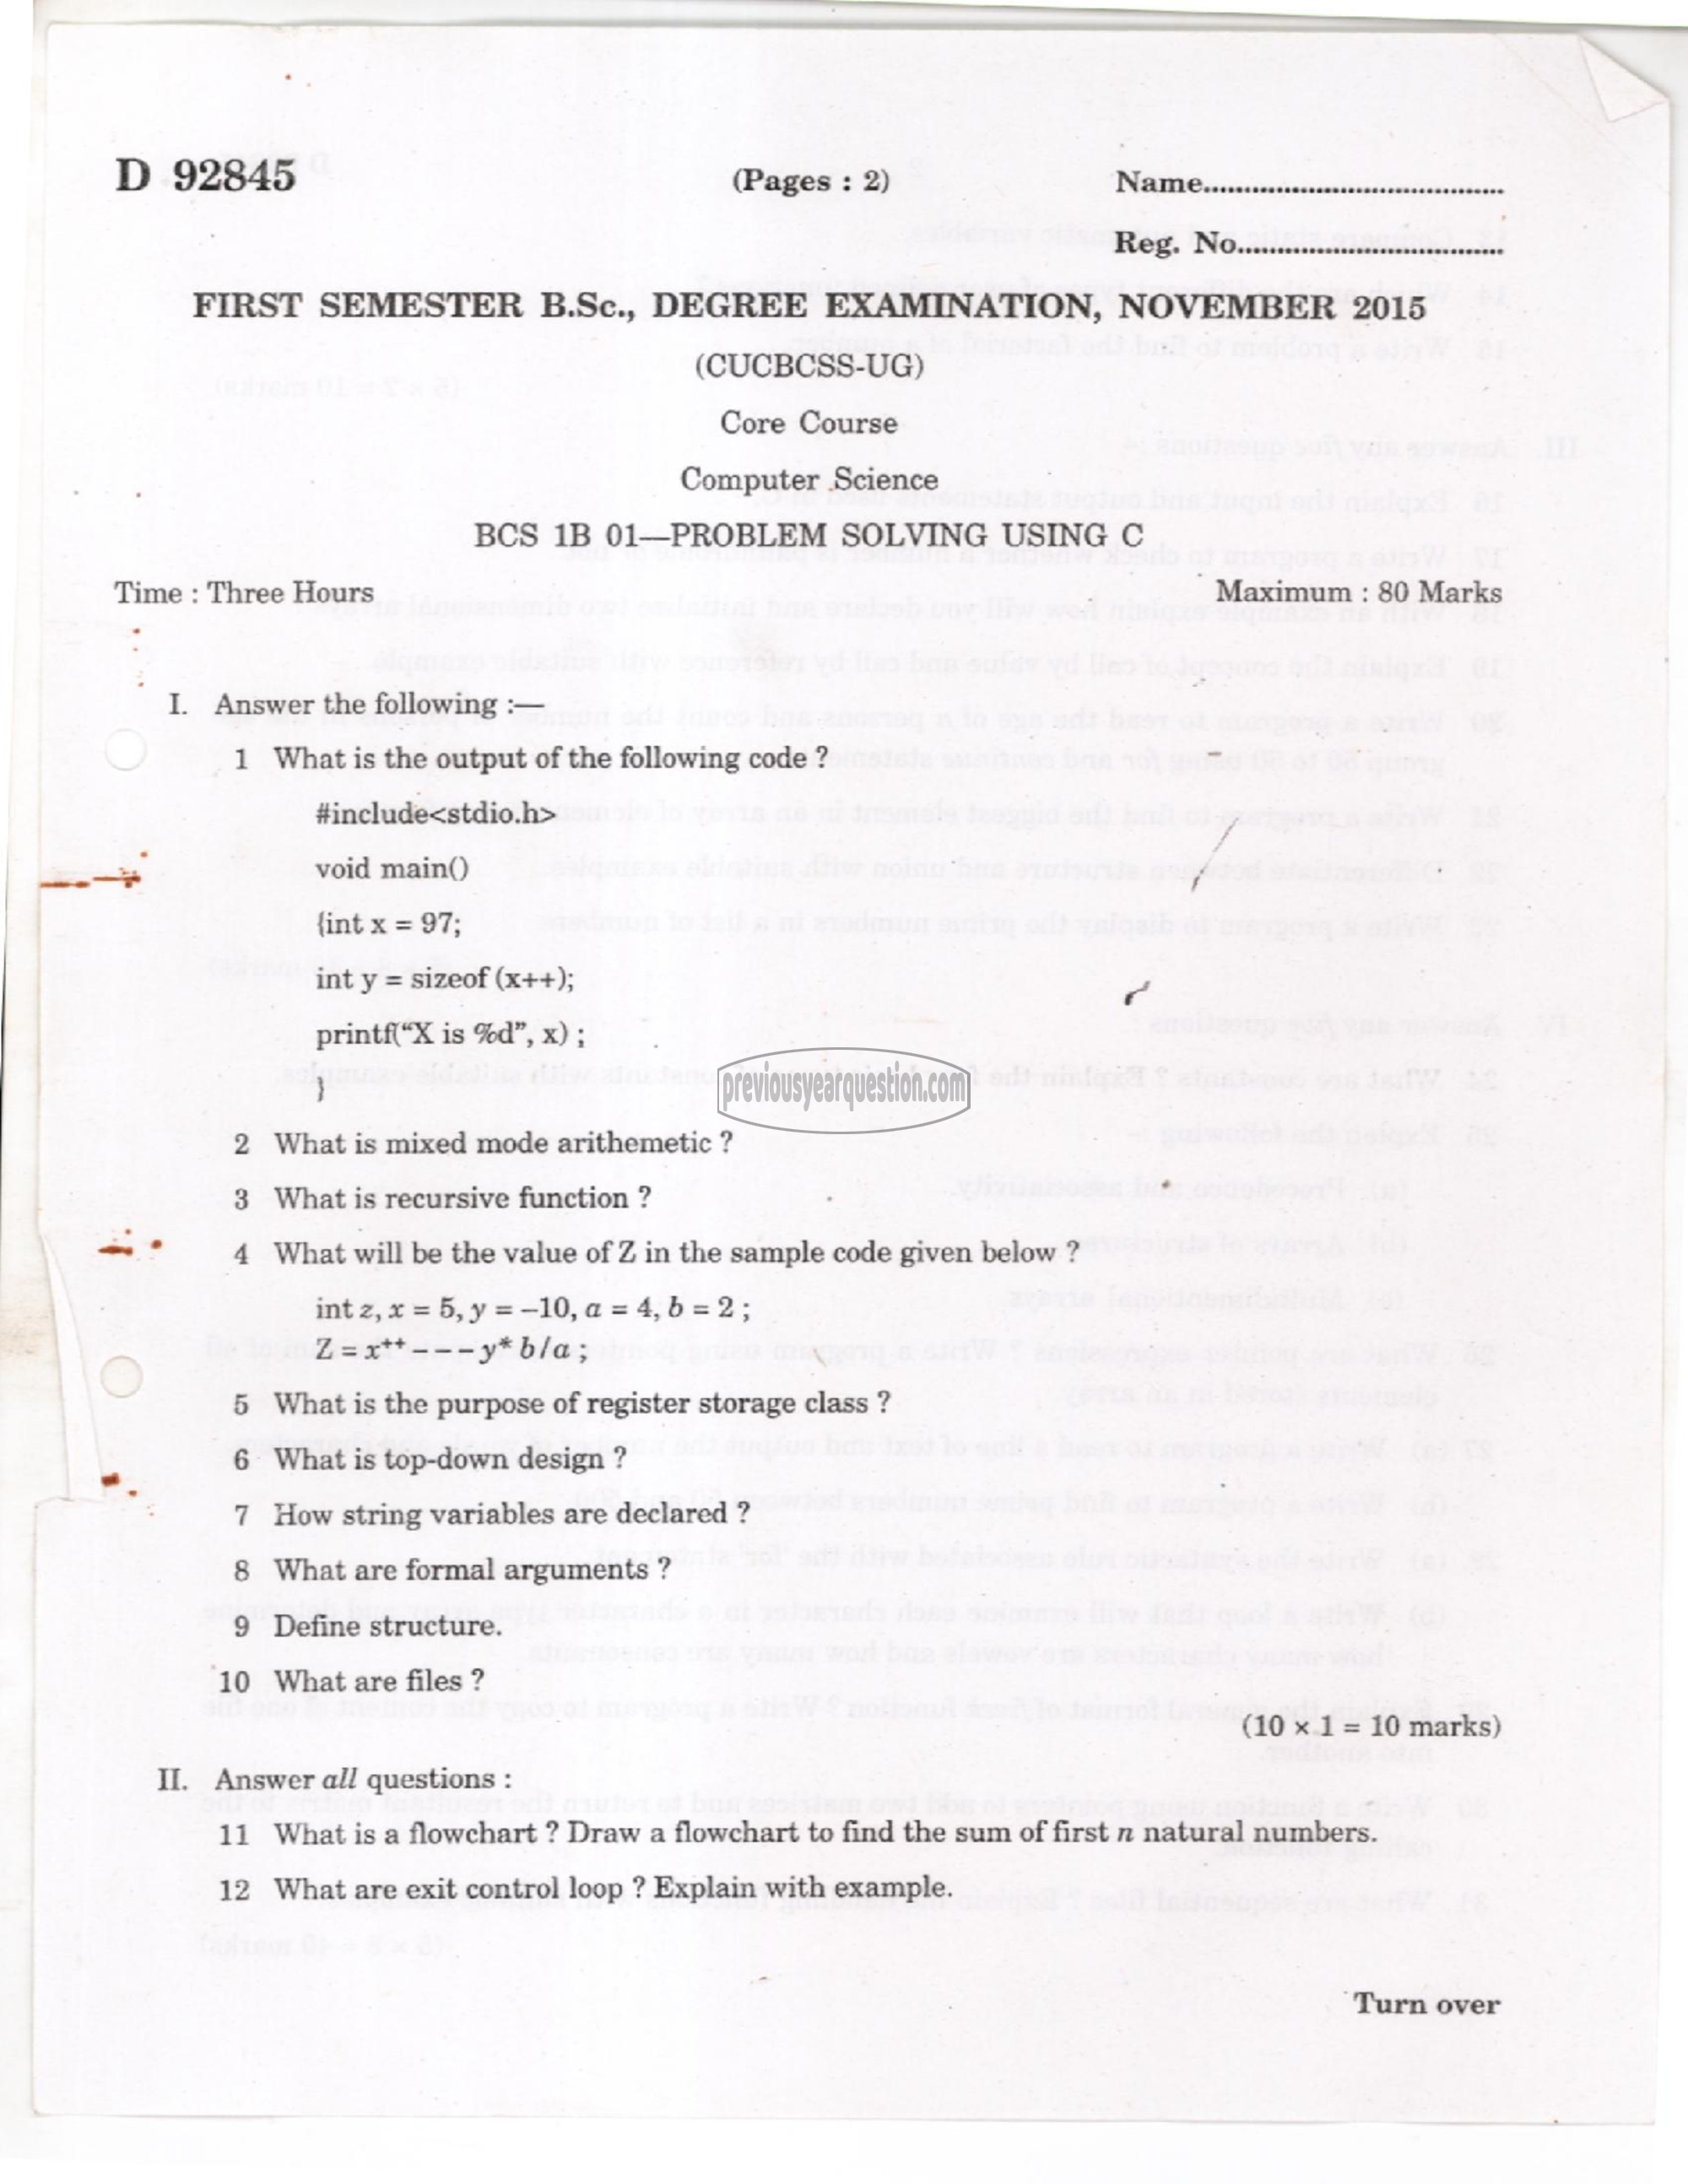 D 92845
(Pages : 2)
Name....................................
Reg. No................................
FIRST SEMESTER B.Sc., DEGREE EXAMINATION, NOVEMBER 2015
(CUCBCSS-UG)
Core Course
Computer Science
BCS 1B 01—PROBLEM SOLVING USING C
Time : Three Hours
Maximum : 80 Marks
I. Answer the following :—
1 What is the output of the following code ?
#include<stdio.h>
void main()
{int x = 97;
int y = sizeof (x++);
printf(“X is %d”, x) ;
}
previousyearquestion.com
2 What is mixed mode arithemetic ?
3 What is recursive function ?
4 What will be the value of Z in the sample code given below ?
int z, x = 5, y = –10, a = 4, b = 2 ;
Z = x++ – – – y* b/a ;
5 What is the purpose of register storage class ?
6 What is top-down design ?
7 How string variables are declared ?
8 What are formal arguments ?
9 Define structure.
10 What are files ?
(10 × 1 = 10 marks)
II. Answer all questions :
11 What is a flowchart ? Draw a flowchart to find the sum of first n natural numbers.
12 What are exit control loop ? Explain with example.
Turn over